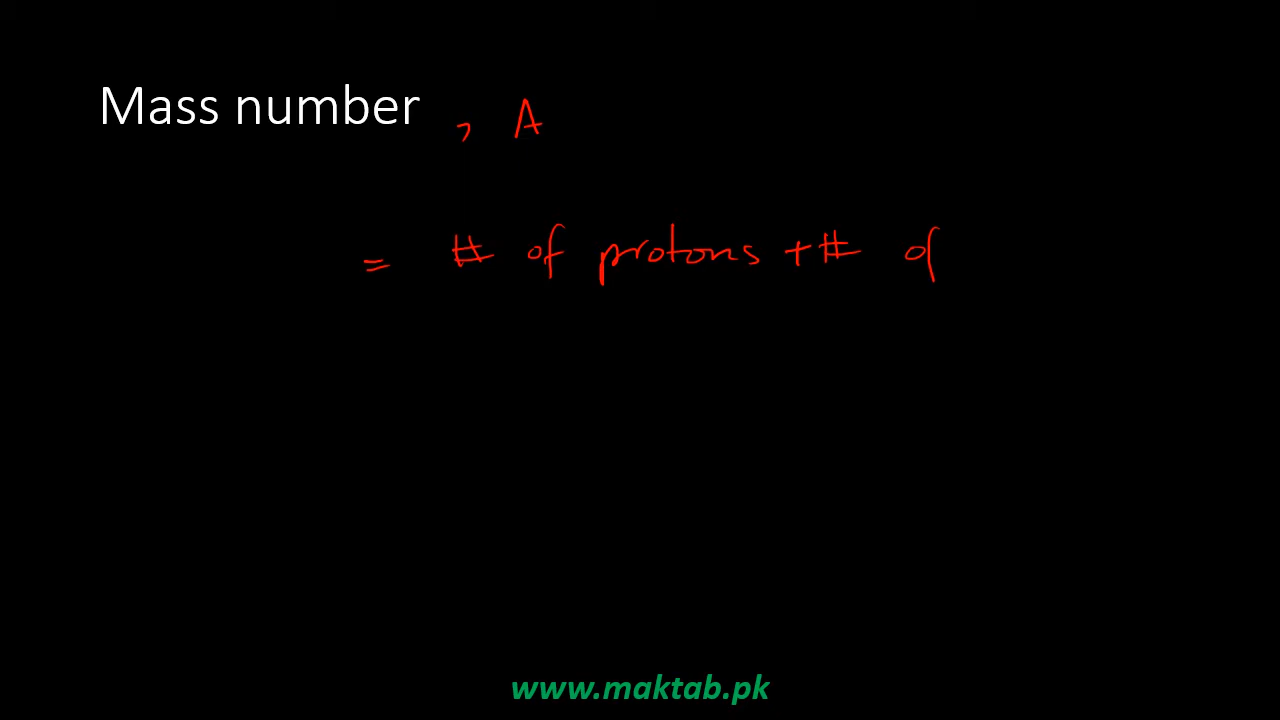 Mass number , A
= # of protons + # of
www.maktab.pk